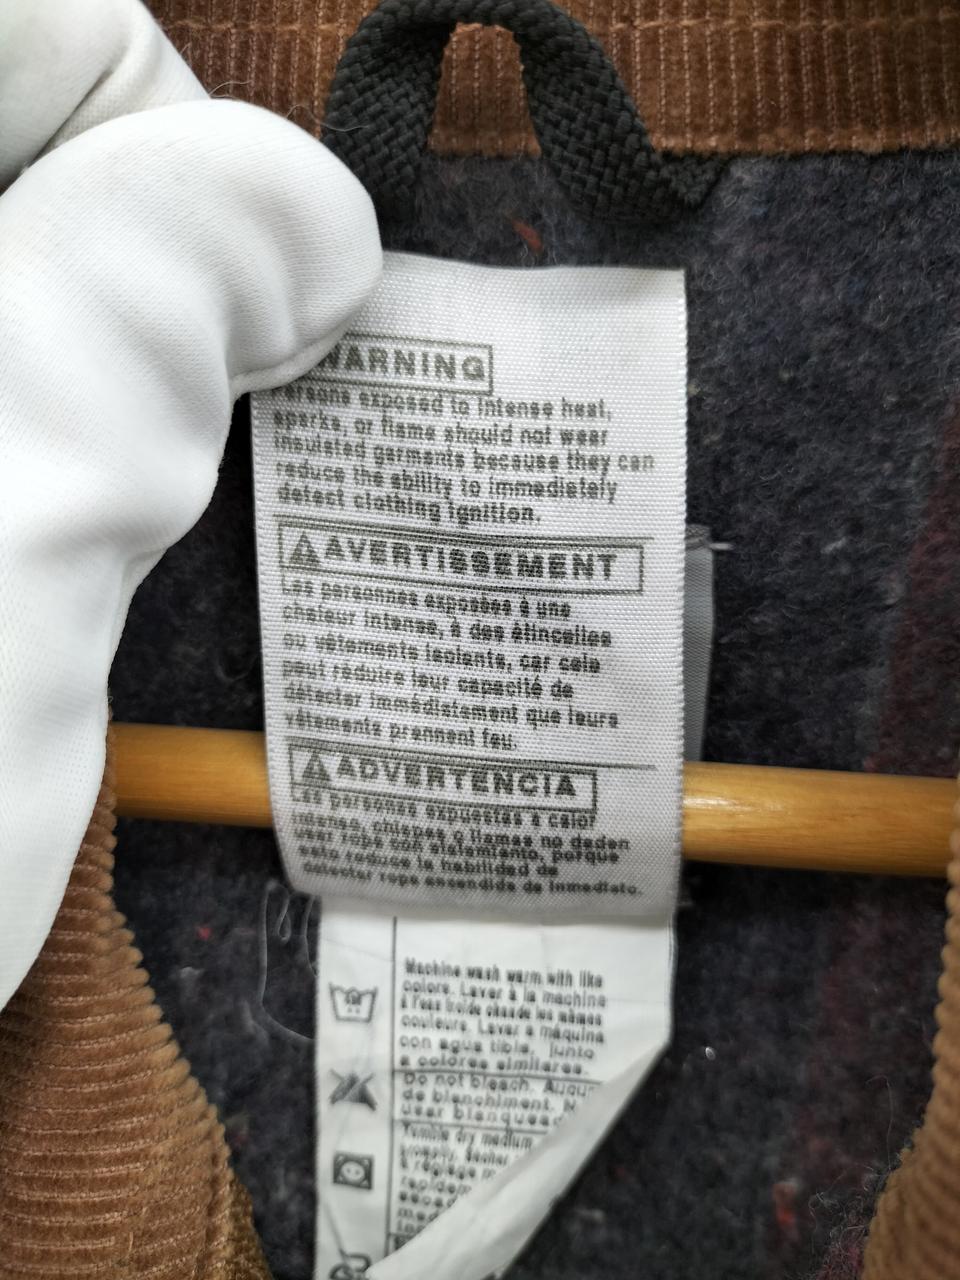 WARNING
Persons exposed to intense heat,
sparks, or flame should not wear
insulated garments because they can
reduce the ability to immediately
detect clothing ignition.
AVERTISSEMENT
Les personnes exposées à une
chaleur intense, à des étincelles
ou vêtements isolants, car cela
peut réduire leur capacité de
détecter immédiatement que leurs
vêtements prennent feu.
ADVERTENCIA
Las personas expuestas a calor
intenso, chispas o llamas no deden
usar ropa con aislamiento, porque
esto reduce la habilidad de
detectar ropa encendida de inmediato.
Machine wash warm with like
colors. Laver à la machine
à l'eau froide chaude les mêmes
couleurs. Lavar a máquina
con agua tibia, junto
a colores similares.
Do not bleach.
de blanchiment.
usar
Tumble dry medium
à réglage